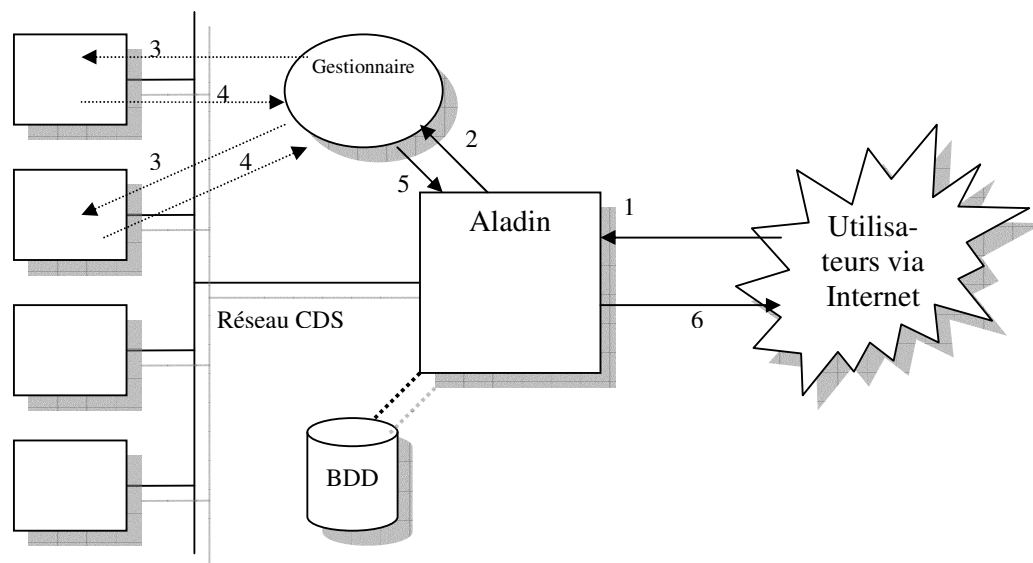 3
Gestionnaire
4
2
3
4
5
1
Aladin
Utilisa-
teurs via
Internet
Réseau CDS
6
BDD